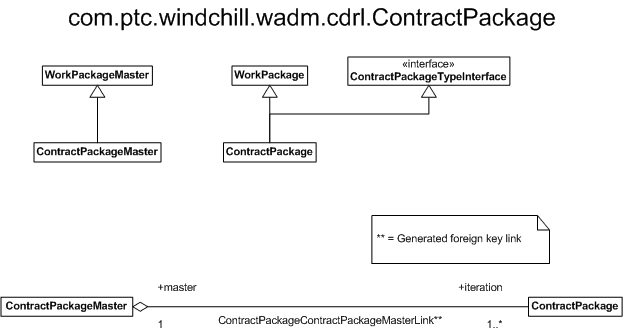 com.ptc.windchill.wadm.cdrl.ContractPackage
«interface»
WorkPackageMaster
WorkPackage
ContractPackageTypeInterface
ContractPackageMaster
ContractPackage
** = Generated foreign key link
+master
+iteration
ContractPackageMaster
ContractPackage
1
ContractPackageContractPackageMasterLink**
1..*